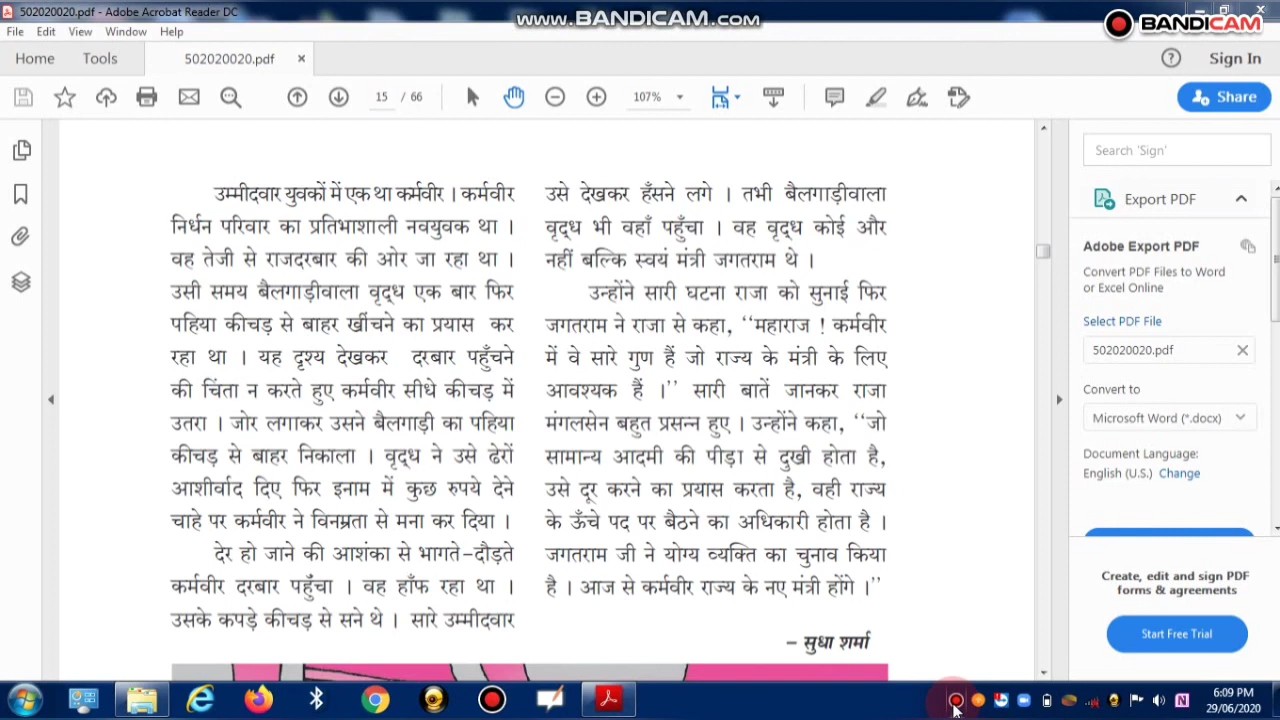 502020020.pdf - Adobe Acrobat Reader DC
www.BANDICAM.com
BANDICAM
File Edit View Window Help
Home Tools 502020020.pdf ×
Sign In
15 / 66
107%
Share
उम्मीदवार युवकों में एक था कर्मवीर । कर्मवीर
निर्धन परिवार का प्रतिभाशाली नवयुवक था ।
वह तेजी से राजदरबार की ओर जा रहा था ।
उसी समय बैलगाड़ीवाला वृद्ध एक बार फिर
पहिया कीचड़ से बाहर खींचने का प्रयास कर
रहा था । यह दृश्य देखकर दरबार पहुँचने
की चिंता न करते हुए कर्मवीर सीधे कीचड़ में
उतरा । जोर लगाकर उसने बैलगाड़ी का पहिया
कीचड़ से बाहर निकाला । वृद्ध ने उसे ढेरों
आशीर्वाद दिए फिर इनाम में कुछ रुपये देने
चाहे पर कर्मवीर ने विनम्रता से मना कर दिया ।
देर हो जाने की आशंका से भागते-दौड़ते
कर्मवीर दरबार पहुँचा । वह हाँफ रहा था ।
उसके कपड़े कीचड़ से सने थे । सारे उम्मीदवार
उसे देखकर हँसने लगे । तभी बैलगाड़ीवाला
वृद्ध भी वहाँ पहुँचा । वह वृद्ध कोई और
नहीं बल्कि स्वयं मंत्री जगतराम थे ।
उन्होंने सारी घटना राजा को सुनाई फिर
जगतराम ने राजा से कहा, ‘‘महाराज ! कर्मवीर
में वे सारे गुण हैं जो राज्य के मंत्री के लिए
आवश्यक हैं ।’’ सारी बातें जानकर राजा
मंगलसेन बहुत प्रसन्न हुए । उन्होंने कहा, ‘‘जो
सामान्य आदमी की पीड़ा से दुखी होता है,
उसे दूर करने का प्रयास करता है, वही राज्य
के ऊँचे पद पर बैठने का अधिकारी होता है ।
जगतराम जी ने योग्य व्यक्ति का चुनाव किया
है । आज से कर्मवीर राज्य के नए मंत्री होंगे ।’’
– सुधा शर्मा
Search 'Sign'
Export PDF
Adobe Export PDF
Convert PDF Files to Word
or Excel Online
Select PDF File
502020020.pdf
Convert to
Microsoft Word (*.docx)
Document Language:
English (U.S.) Change
Create, edit and sign PDF
forms & agreements
Start Free Trial
6:09 PM
29/06/2020